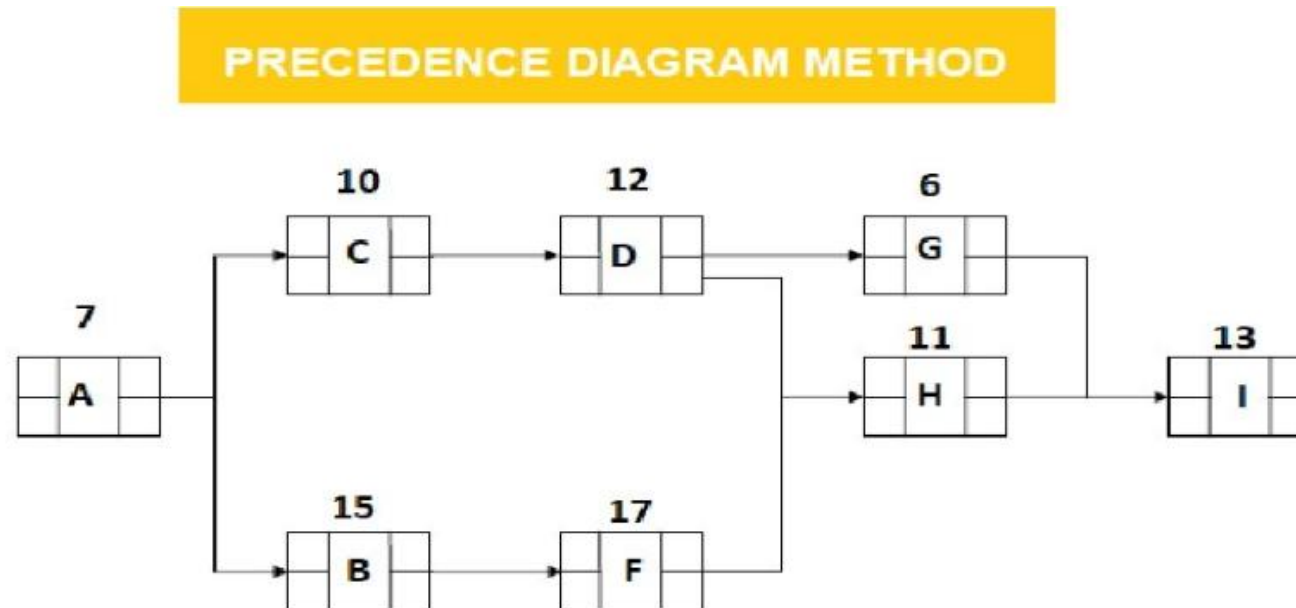 PRECEDENCE DIAGRAM METHOD
10 12 6
C D G
7 11 13
A H I
15 17
B F